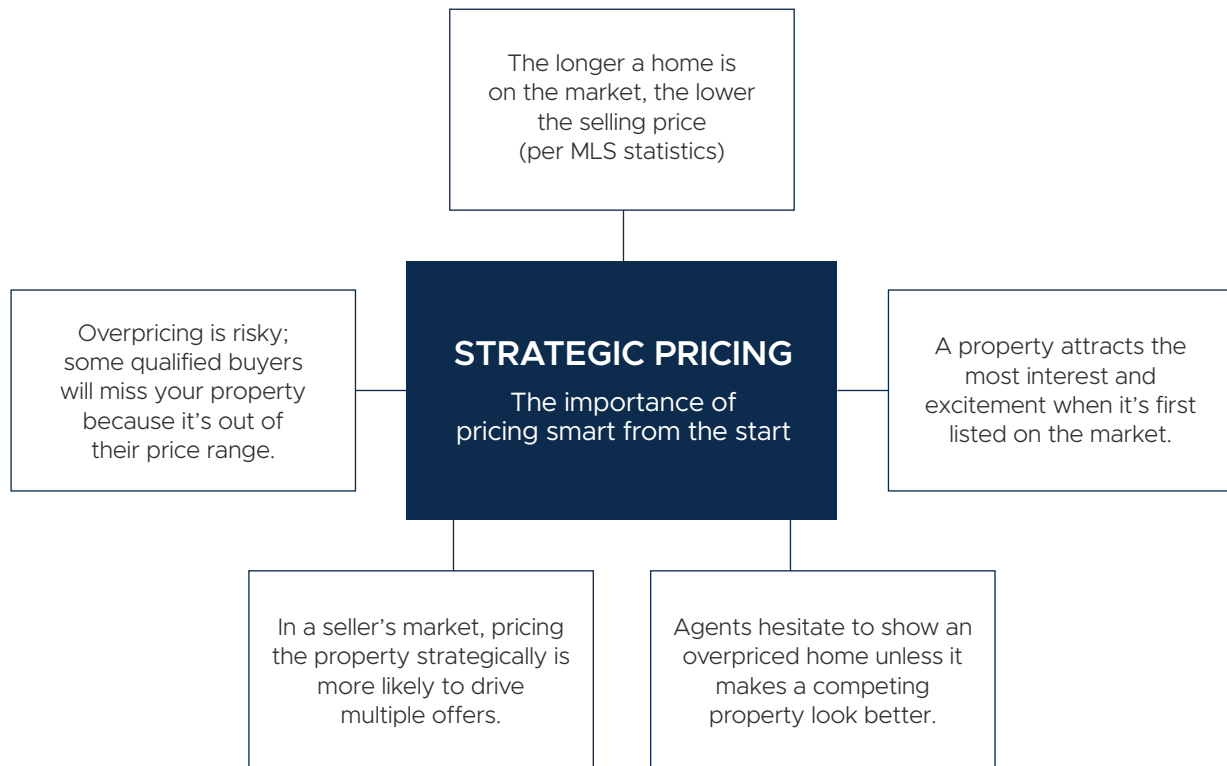 The longer a home is
on the market, the lower
the selling price
(per MLS statistics)
Overpricing is risky;
some qualified buyers
will miss your property
because it’s out of
their price range.
STRATEGIC PRICING
The importance of
pricing smart from the start
A property attracts the
most interest and
excitement when it’s first
listed on the market.
In a seller’s market, pricing
the property strategically is
more likely to drive
multiple offers.
Agents hesitate to show an
overpriced home unless it
makes a competing
property look better.